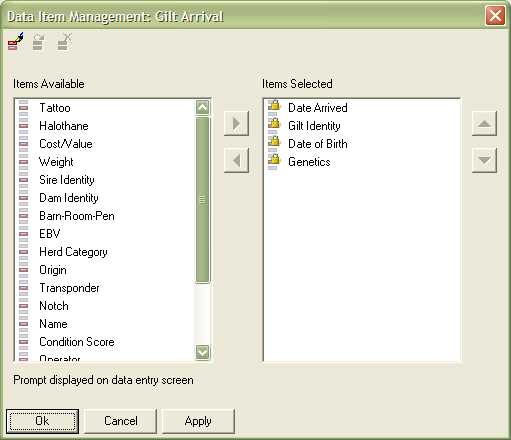 Data Item Management: Gilt Arrival
Items Available
Tattoo
Halothane
Cost/Value
Weight
Sire Identity
Dam Identity
Barn-Room-Pen
EBV
Herd Category
Origin
Transponder
Notch
Name
Condition Score
Operator
Items Selected
Date Arrived
Gilt Identity
Date of Birth
Genetics
Prompt displayed on data entry screen
Ok
Cancel
Apply